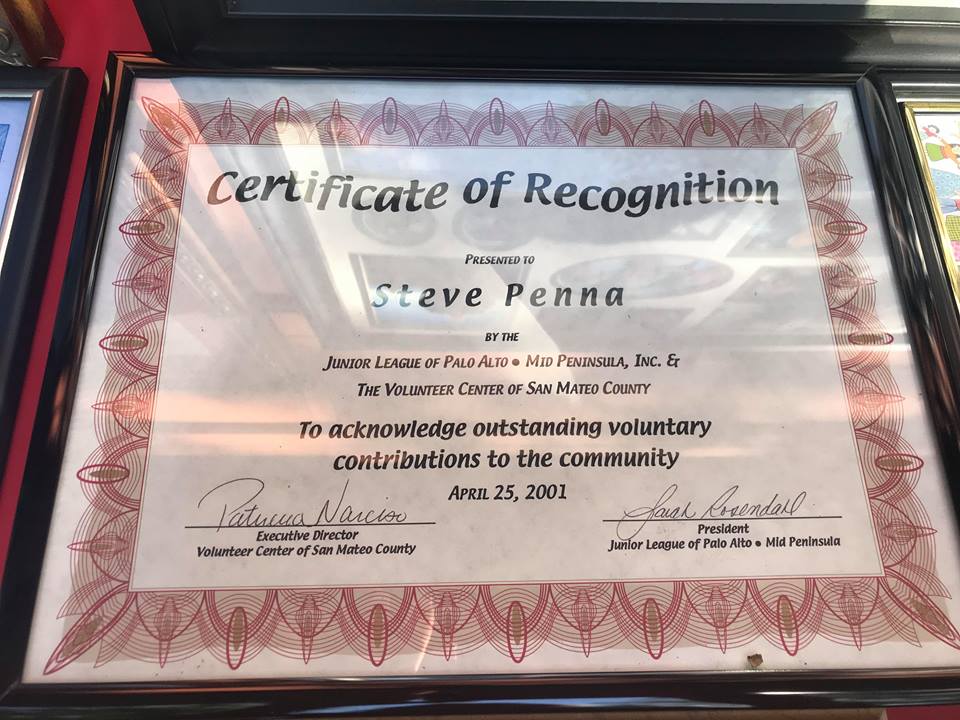 Certificate of Recognition
PRESENTED TO
Steve Penna
BY THE
JUNIOR LEAGUE OF PALO ALTO • MID PENINSULA, INC. &
THE VOLUNTEER CENTER OF SAN MATEO COUNTY
To acknowledge outstanding voluntary
contributions to the community
APRIL 25, 2001
Patricia Narciso
Executive Director
Volunteer Center of San Mateo County
Sarah Rosendahl
President
Junior League of Palo Alto • Mid Peninsula